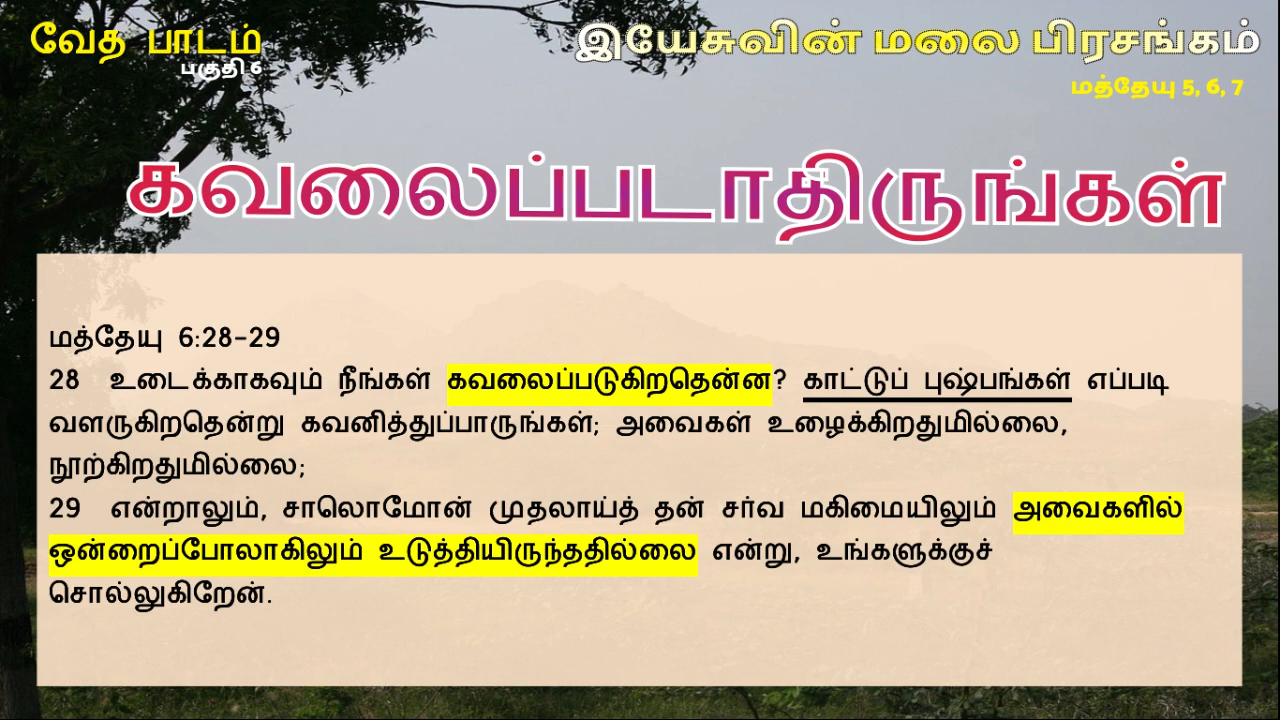 வேத பாடம்
பகுதி 6
இயேசுவின் மலை பிரசங்கம்
மத்தேயு 5, 6, 7
கவலைப்படாதிருங்கள்
மத்தேயு 6:28-29
28 உடைக்காகவும் நீங்கள் கவலைப்படுகிறதென்ன? காட்டுப் புஷ்பங்கள் எப்படி
வளருகிறதென்று கவனித்துப்பாருங்கள்; அவைகள் உழைக்கிறதுமில்லை,
நூற்கிறதுமில்லை;
29 என்றாலும், சாலொமோன் முதலாய்த் தன் சர்வ மகிமையிலும் அவைகளில்
ஒன்றைப்போலாகிலும் உடுத்தியிருந்ததில்லை என்று, உங்களுக்குச்
சொல்லுகிறேன்.